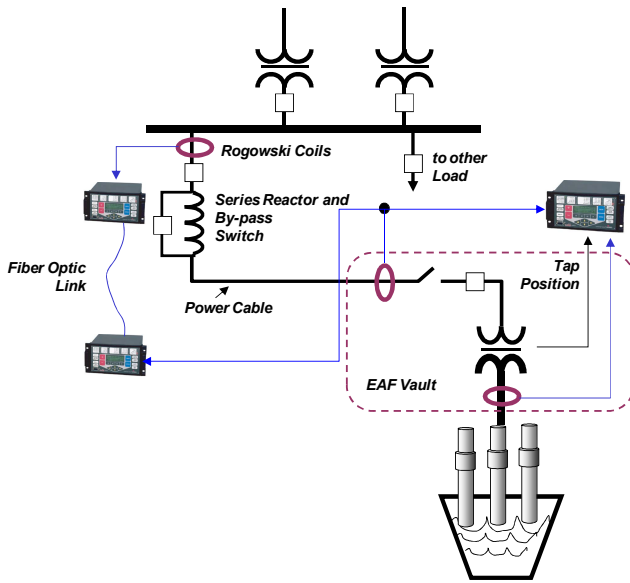 Rogowski Coils
to other
Load
Series Reactor and
By-pass
Switch
Fiber Optic
Link
Tap
Position
Power Cable
EAF Vault